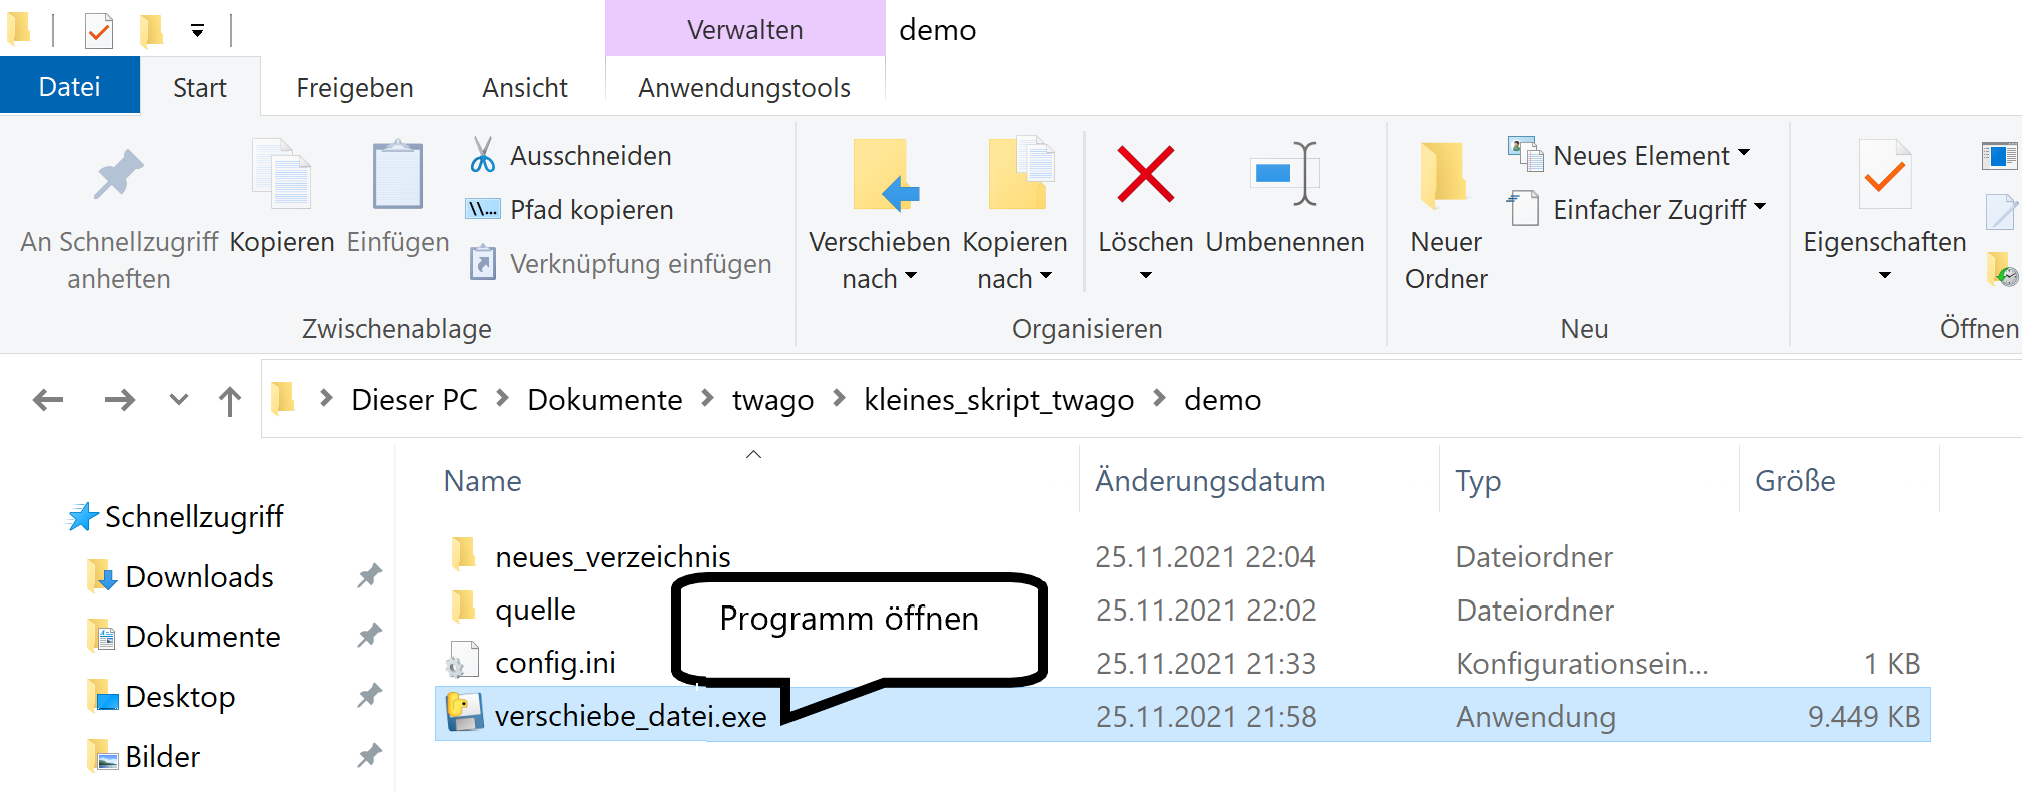 Verwalten demo
Datei Start Freigeben Ansicht Anwendungstools
An Schnellzugriff
anheften
Kopieren
Einfügen
Ausschneiden
\\...
Pfad kopieren
Verknüpfung einfügen
Zwischenablage
Verschieben
nach
Kopieren
nach
Löschen
Umbenennen
Organisieren
Neuer
Ordner
Neues Element
Einfacher Zugriff
Neu
Eigenschaften
Öffnen
Dieser PC Dokumente twago kleines_skript_twago demo
Schnellzugriff
Downloads
Dokumente
Desktop
Bilder
Name Änderungsdatum Typ Größe
neues_verzeichnis 25.11.2021 22:04 Dateiordner
quelle 25.11.2021 22:02 Dateiordner
config.ini 25.11.2021 21:33 Konfigurationsein... 1 KB
verschiebe_datei.exe 25.11.2021 21:58 Anwendung 9.449 KB
Programm öffnen